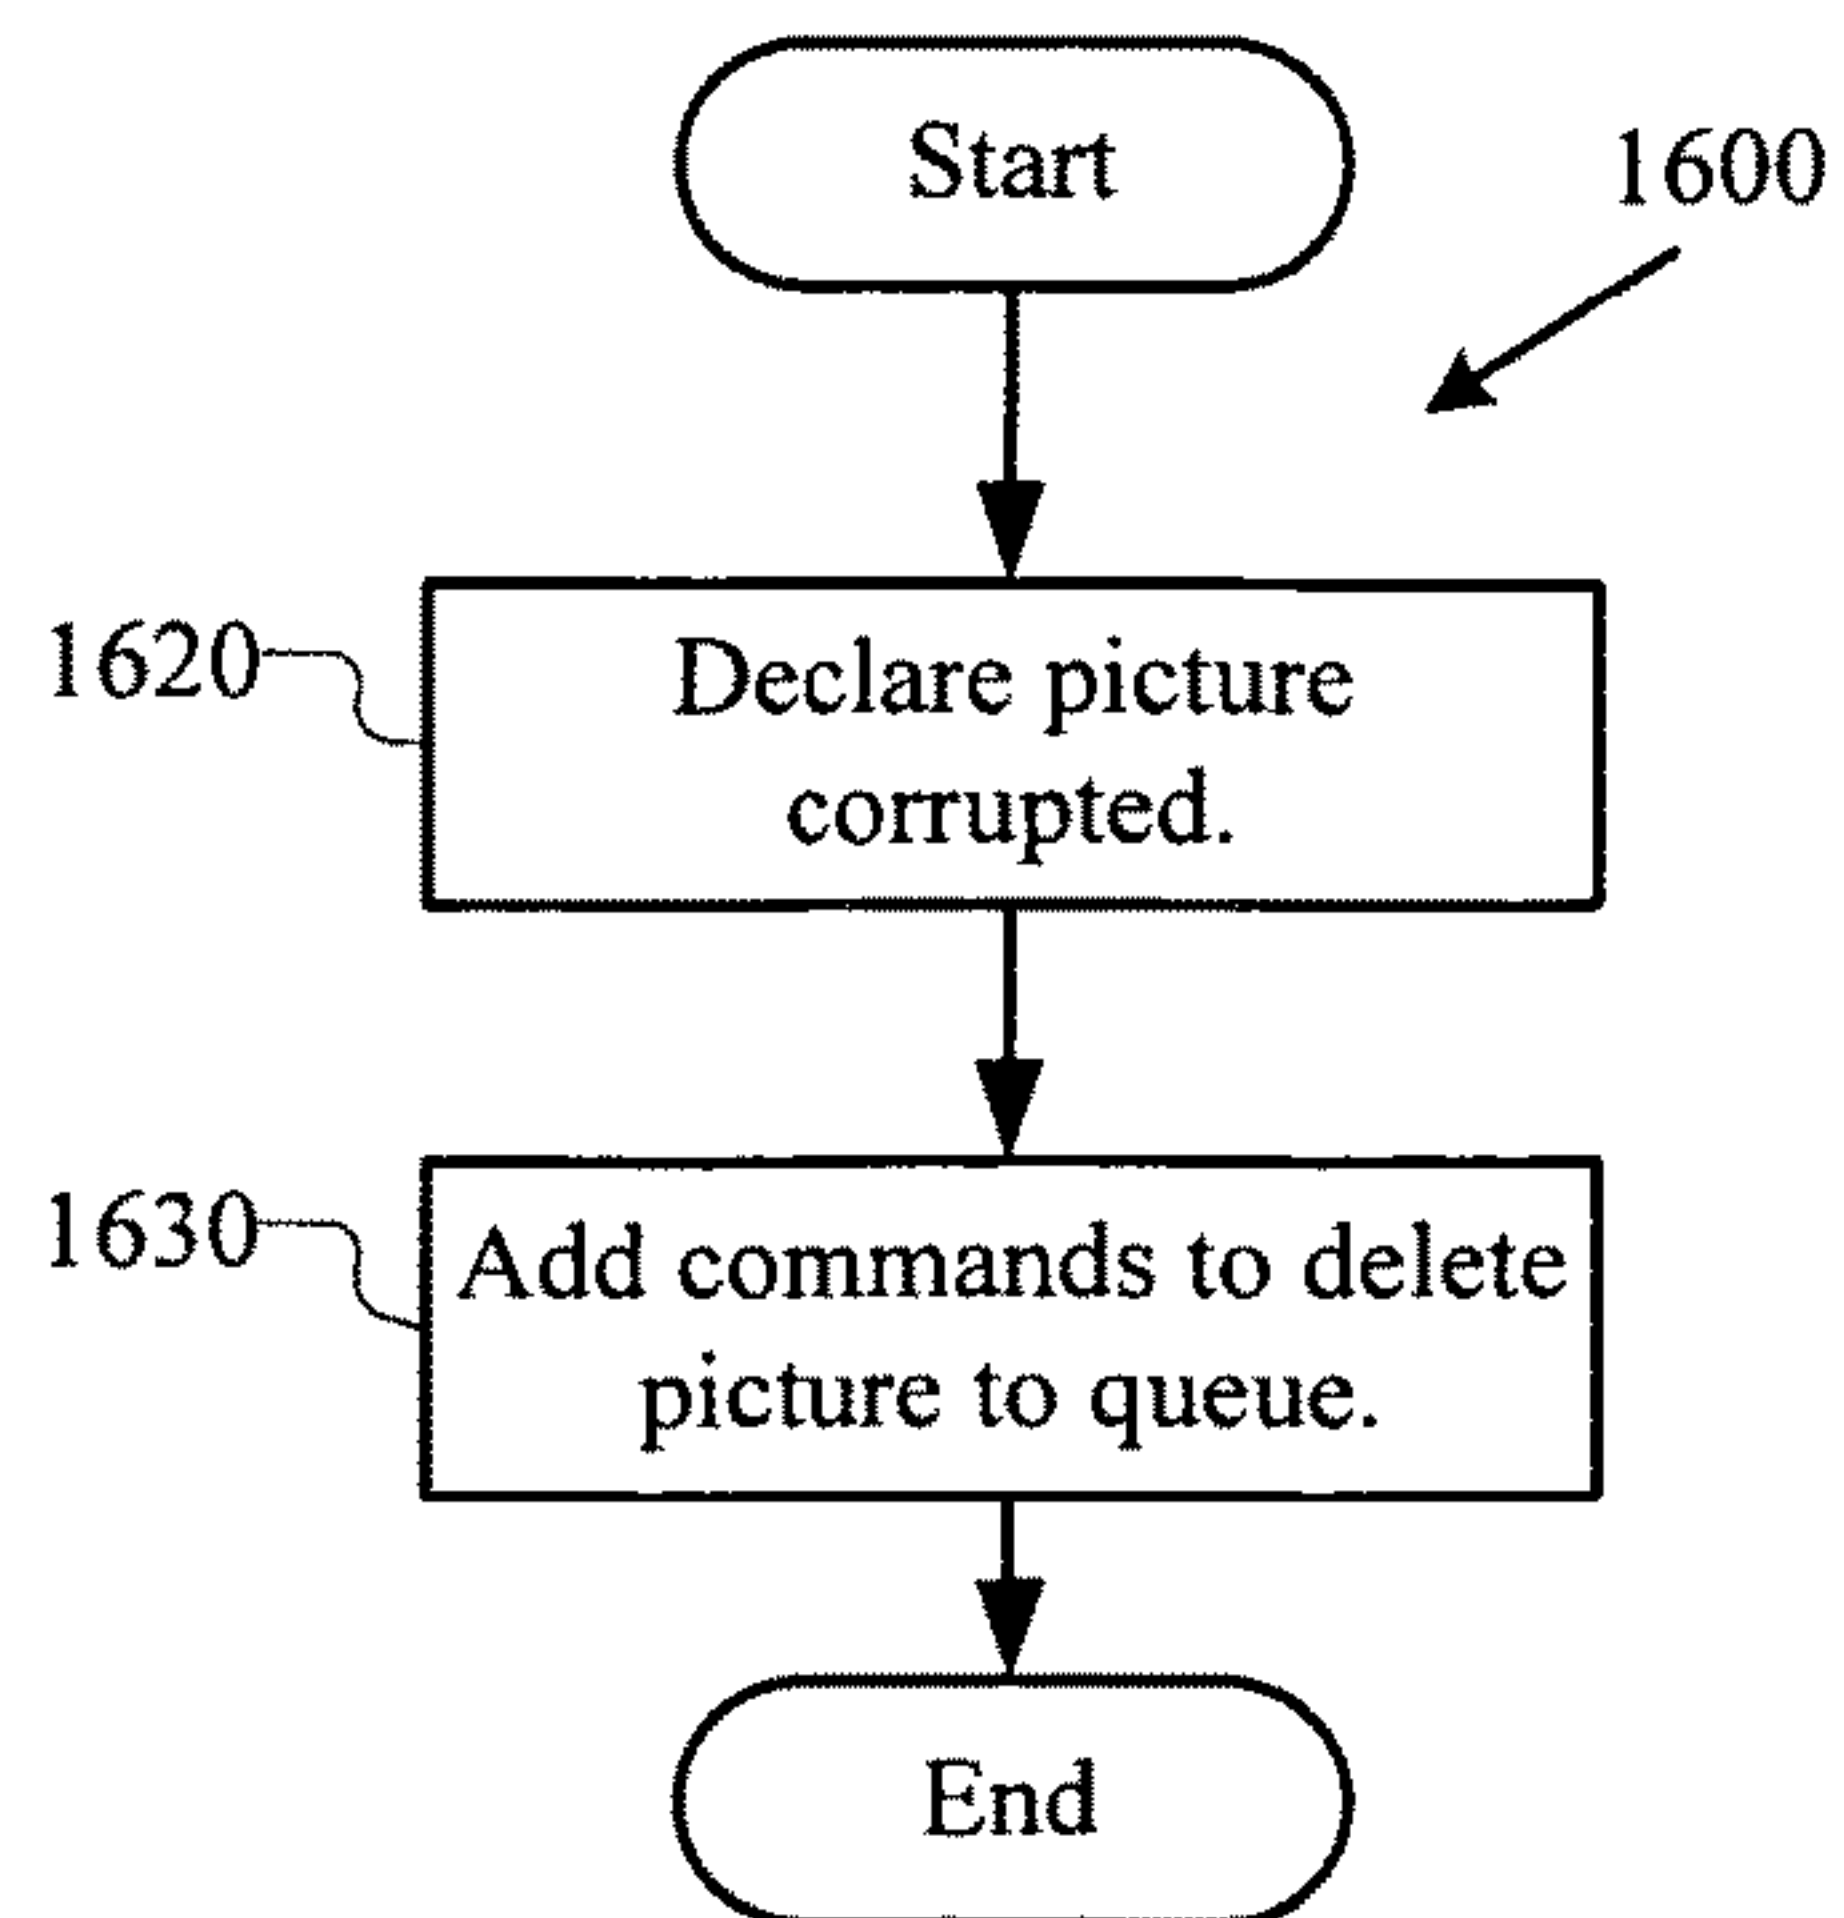 Start
1600
1620
Declare picture
corrupted.
1630
Add commands to delete
picture to queue.
End